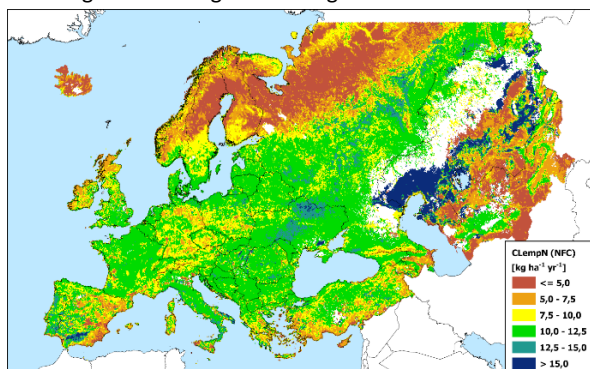 CLempN (NFC)
[kg ha⁻¹ yr⁻¹]
<= 5,0
5,0 - 7,5
7,5 - 10,0
10,0 - 12,5
12,5 - 15,0
> 15,0